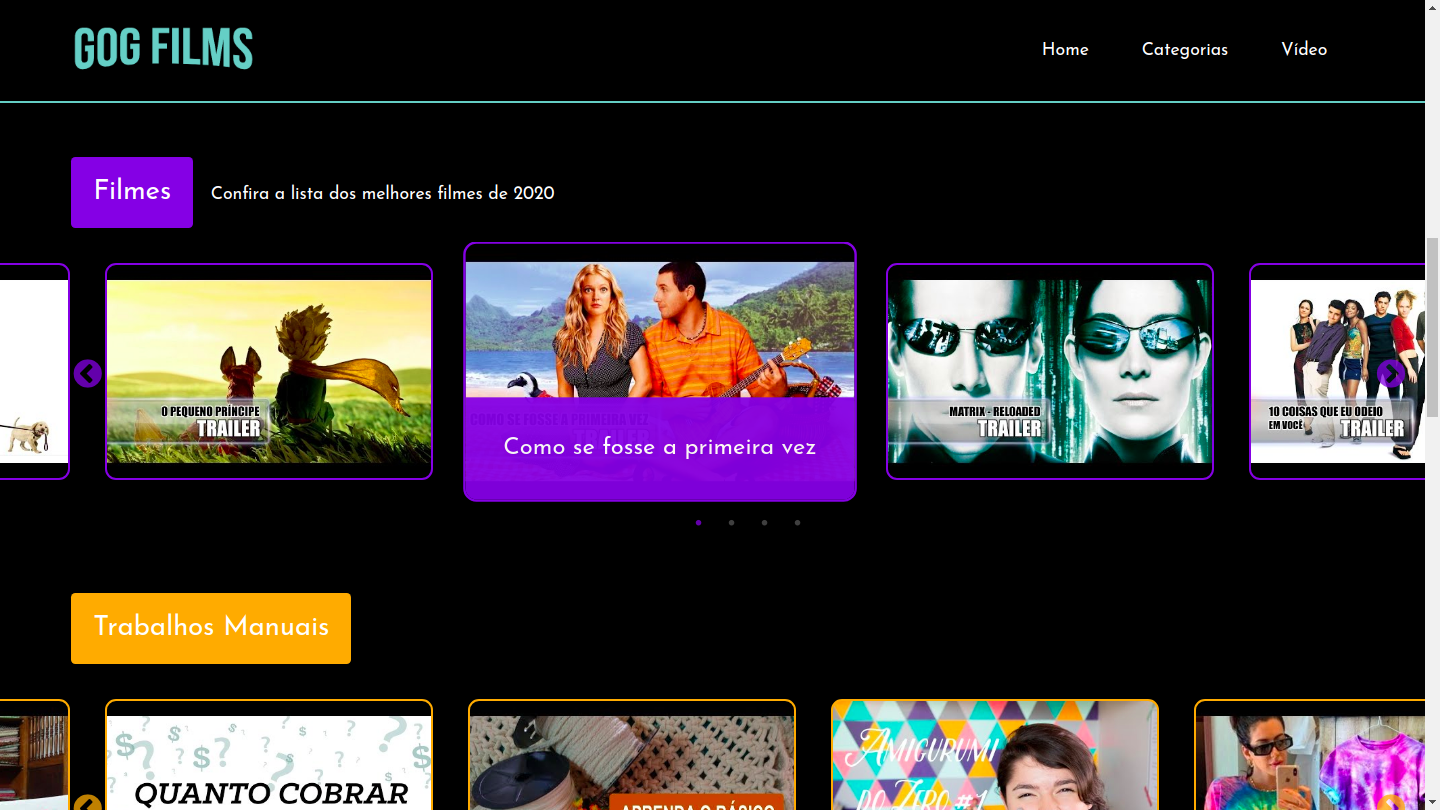 GOG FILMS
Home
Categorias
Vídeo
Filmes
Confira a lista dos melhores filmes de 2020
O PEQUENO PRÍNCIPE
TRAILER
COMO SE FOSSE A PRIMEIRA VEZ
TRAILER
Como se fosse a primeira vez
MATRIX - RELOADED
TRAILER
10 COISAS QUE EU ODEIO
EM VOCÊ
TRAILER
Trabalhos Manuais
QUANTO COBRAR
APRENDA O BÁSICO
AMIGURUMI
DO ZERO #1